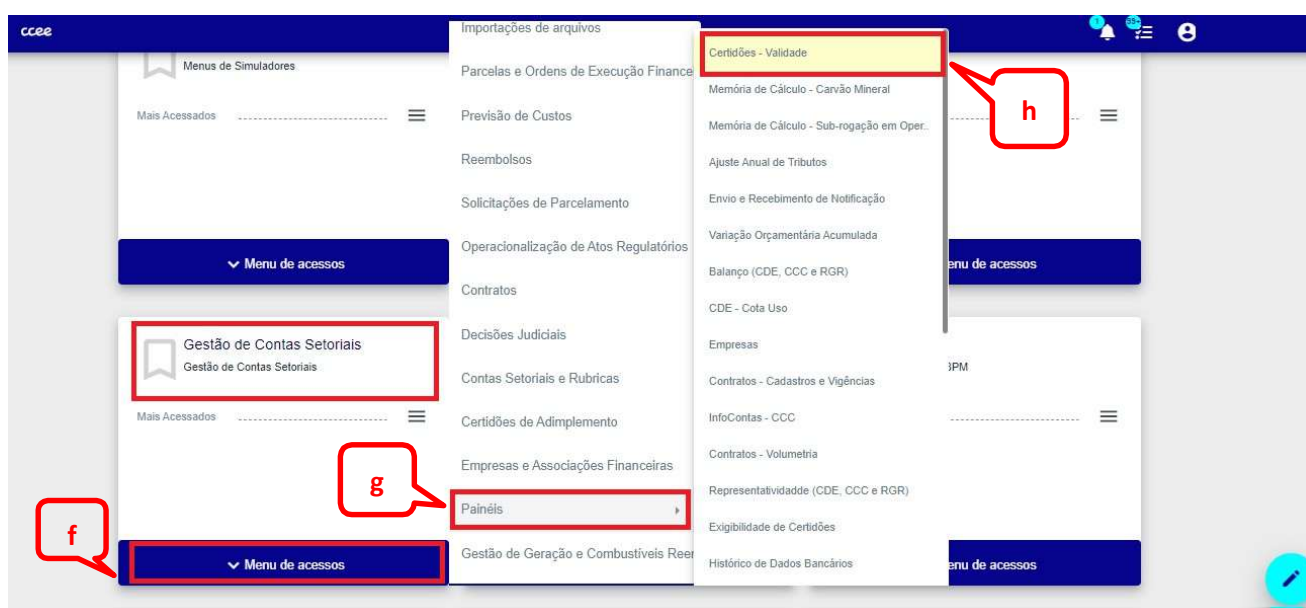 ccee
1
99+
Menus de Simuladores
Mais Acessados
Menu de acessos
Gestão de Contas Setoriais
Gestão de Contas Setoriais
Mais Acessados
Menu de acessos
f
g
Importações de arquivos
Parcelas e Ordens de Execução Finance
Previsão de Custos
Reembolsos
Solicitações de Parcelamento
Operacionalização de Atos Regulatórios
Contratos
Decisões Judiciais
Contas Setoriais e Rubricas
Certidões de Adimplemento
Empresas e Associações Financeiras
Painéis
Gestão de Geração e Combustíveis Reer
Certidões - Validade
Memória de Cálculo - Carvão Mineral
Memória de Cálculo - Sub-rogação em Oper..
Ajuste Anual de Tributos
Envio e Recebimento de Notificação
Variação Orçamentária Acumulada
Balanço (CDE, CCC e RGR)
CDE - Cota Uso
Empresas
Contratos - Cadastros e Vigências
InfoContas - CCC
Contratos - Volumetria
Representatividadde (CDE, CCC e RGR)
Exigibilidade de Certidões
Histórico de Dados Bancários
h
enu de acessos
BPM
enu de acessos